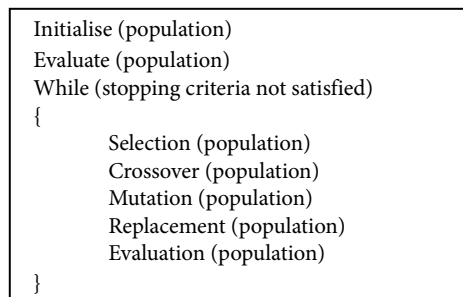 Initialise (population)
Evaluate (population)
While (stopping criteria not satisfied)
{
Selection (population)
Crossover (population)
Mutation (population)
Replacement (population)
Evaluation (population)
}